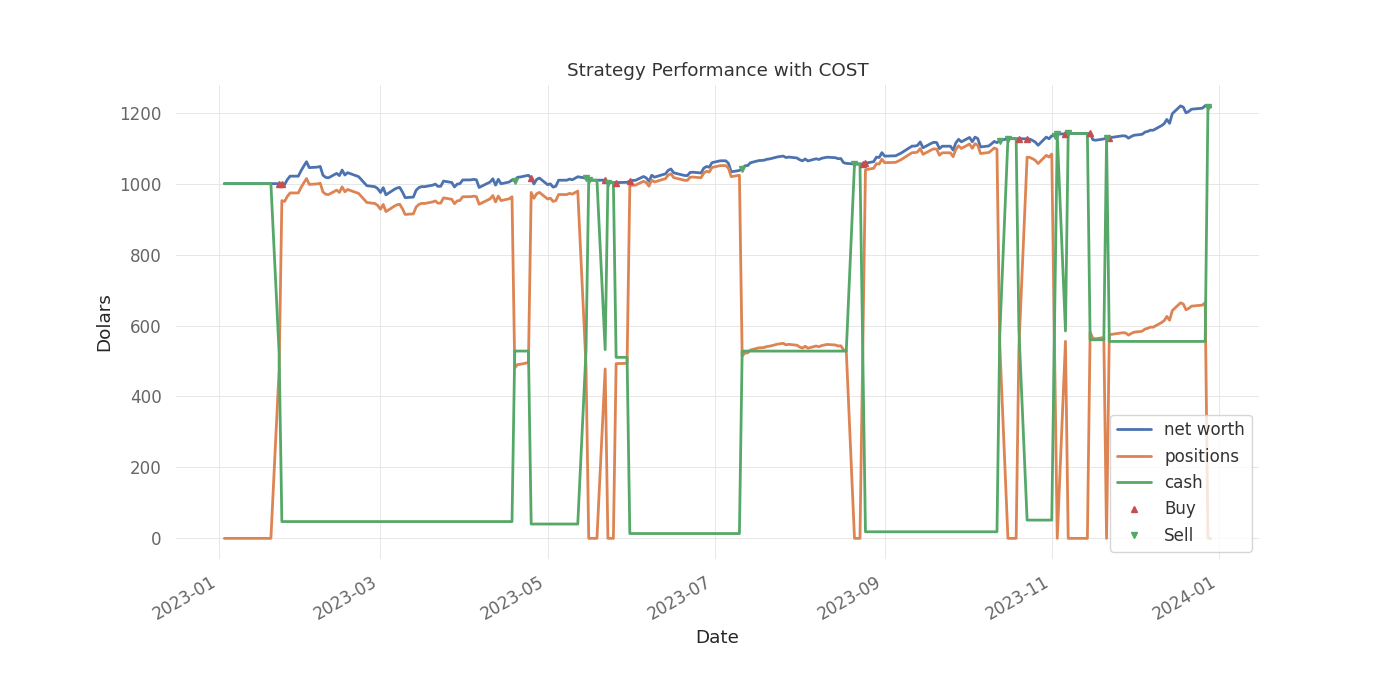 Strategy Performance with COST
1200
1000
800
600
400
200
0
Dolars
2023-01
2023-03
2023-05
2023-07
2023-09
2023-11
2024-01
Date
net worth
positions
cash
Buy
Sell